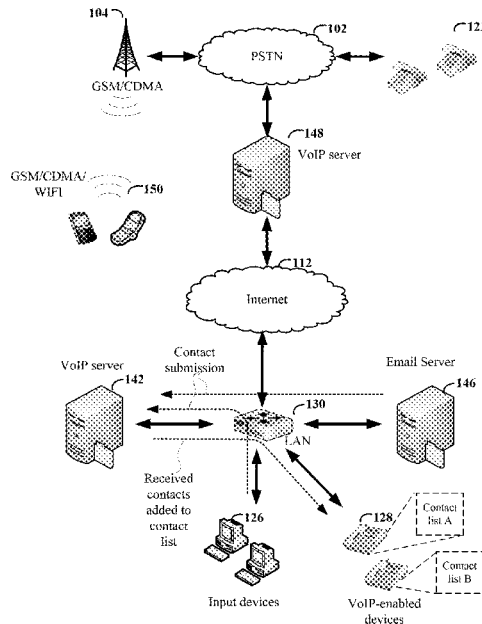 104
102
PSTN
GSM/CDMA
148
VoIP server
GSM/CDMA/
WIFI
150
112
Internet
Contact
submission
VoIP server
142
Email Server
146
130
LAN
Received
contacts
added to
contact
list
126
128
Contact
list A
Contact
list B
Input devices
VoIP-enabled
devices